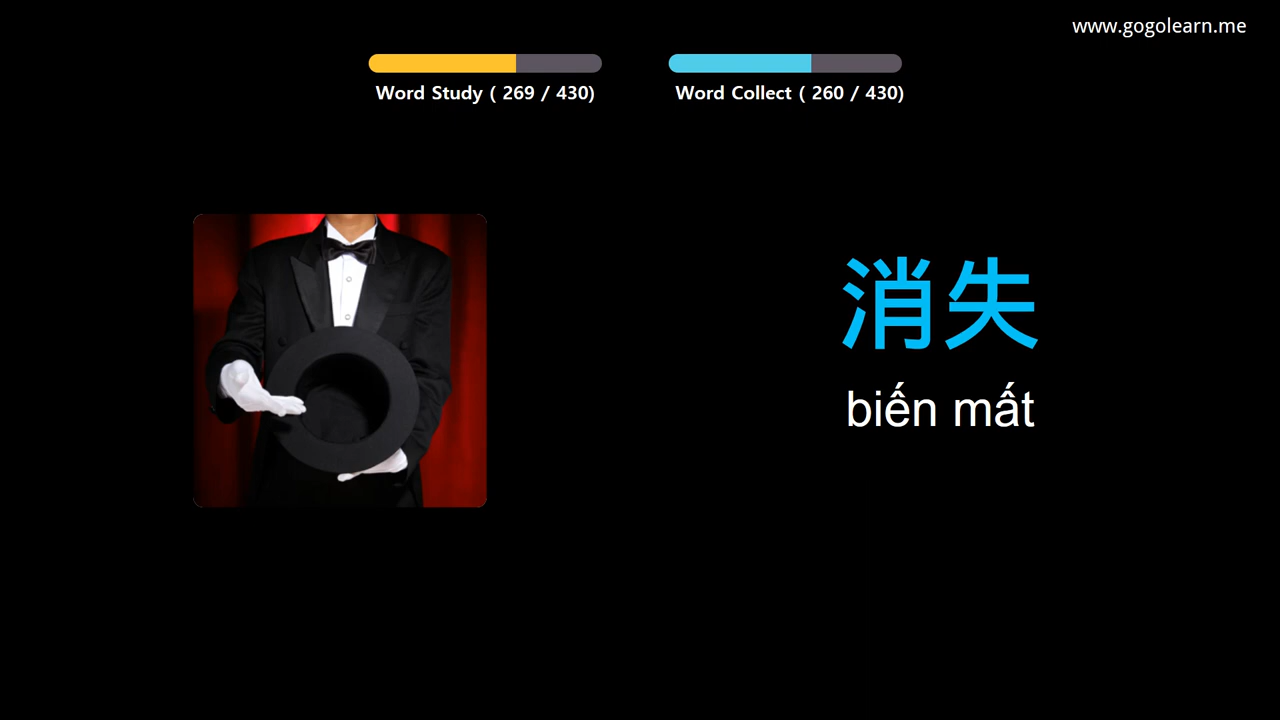 www.gogolearn.me
Word Study ( 269 / 430)
Word Collect ( 260 / 430)
消失
biến mất